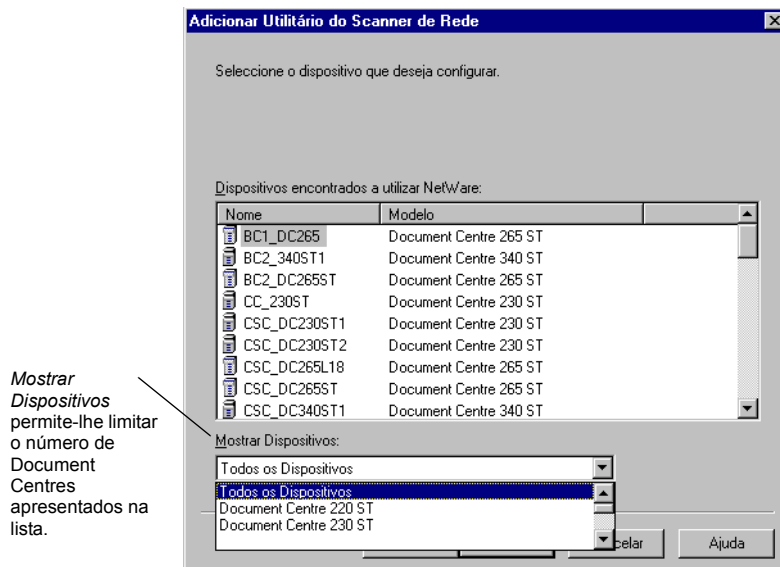 Adicionar Utilitário do Scanner de Rede
Seleccione o dispositivo que deseja configurar.
Dispositivos encontrados a utilizar NetWare:
Nome Modelo
BC1_DC265 Document Centre 265 ST
BC2_340ST1 Document Centre 340 ST
BC2_DC265ST Document Centre 265 ST
CC_230ST Document Centre 230 ST
CSC_DC230ST1 Document Centre 230 ST
CSC_DC230ST2 Document Centre 230 ST
CSC_DC265L18 Document Centre 265 ST
CSC_DC265ST Document Centre 265 ST
CSC_DC340ST1 Document Centre 340 ST
Mostrar
Dispositivos
permite-lhe limitar
o número de
Document
Centres
apresentados na
lista.
Mostrar Dispositivos:
Todos os Dispositivos
Todos os Dispositivos
Document Centre 220 ST
Document Centre 230 ST
celar
Ajuda